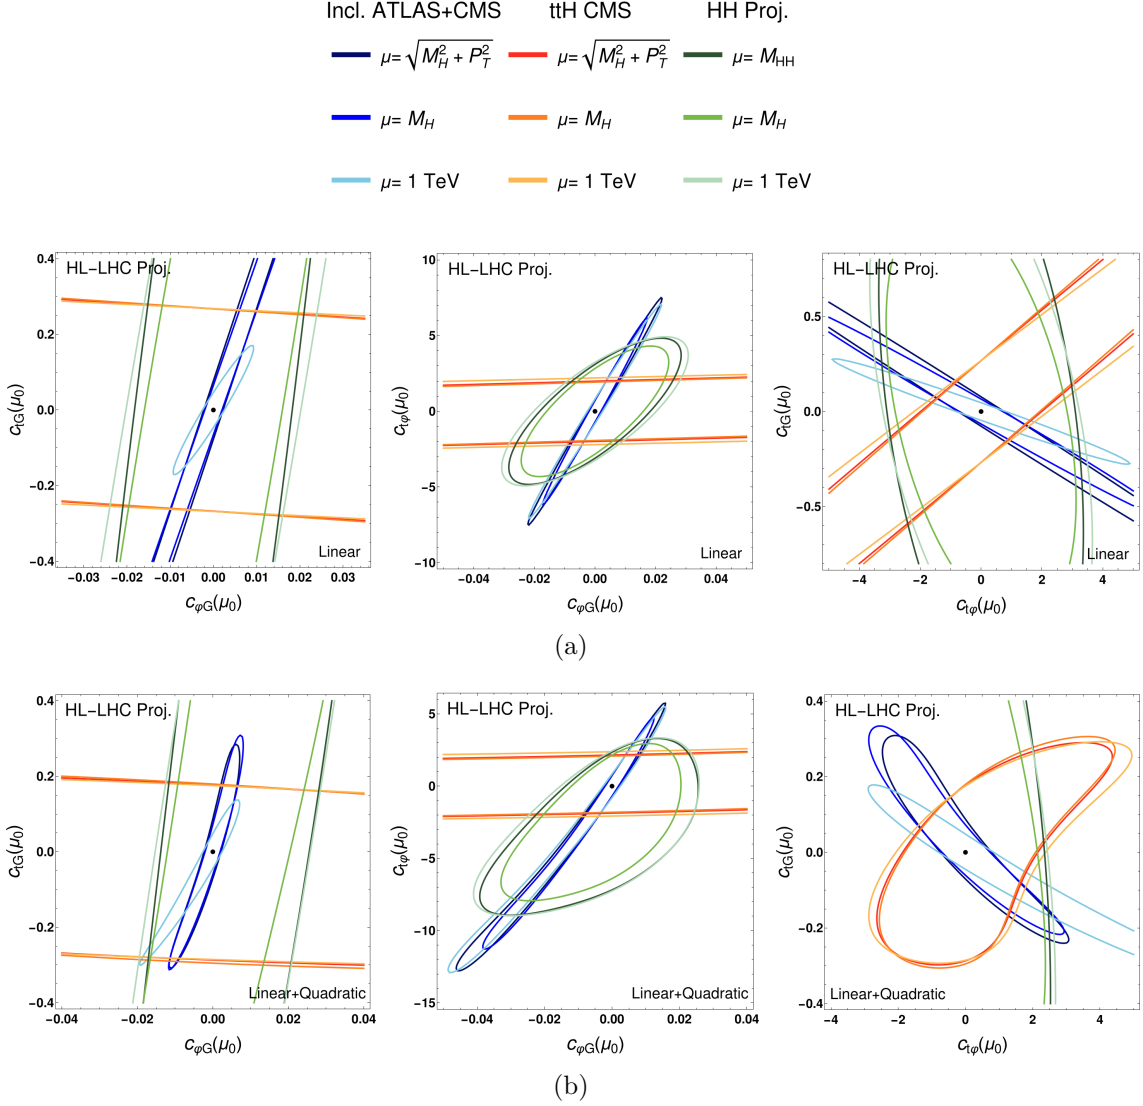 Incl. ATLAS+CMS ttH CMS HH Proj.
μ= √(M_H^2 + P_T^2) μ= √(M_H^2 + P_T^2) μ= M_HH
μ= M_H μ= M_H μ= M_H
μ= 1 TeV μ= 1 TeV μ= 1 TeV
HL−LHC Proj.
0.4
0.2
0.0
−0.2
−0.4
c_tG(μ_0)
Linear
−0.03 −0.02 −0.01 0.00 0.01 0.02 0.03
c_φG(μ_0)
HL−LHC Proj.
10
5
0
−5
−10
c_tφ(μ_0)
Linear
−0.04 −0.02 0.00 0.02 0.04
c_φG(μ_0)
HL−LHC Proj.
0.5
0.0
−0.5
c_tG(μ_0)
Linear
−4 −2 0 2 4
c_tφ(μ_0)
(a)
HL−LHC Proj.
0.4
0.2
0.0
−0.2
−0.4
c_tG(μ_0)
Linear+Quadratic
−0.04 −0.02 0.00 0.02 0.04
c_φG(μ_0)
HL−LHC Proj.
5
0
−5
−10
−15
c_tφ(μ_0)
Linear+Quadratic
−0.04 −0.02 0.00 0.02 0.04
c_φG(μ_0)
HL−LHC Proj.
0.4
0.2
0.0
−0.2
−0.4
c_tG(μ_0)
Linear+Quadratic
−4 −2 0 2 4
c_tφ(μ_0)
(b)